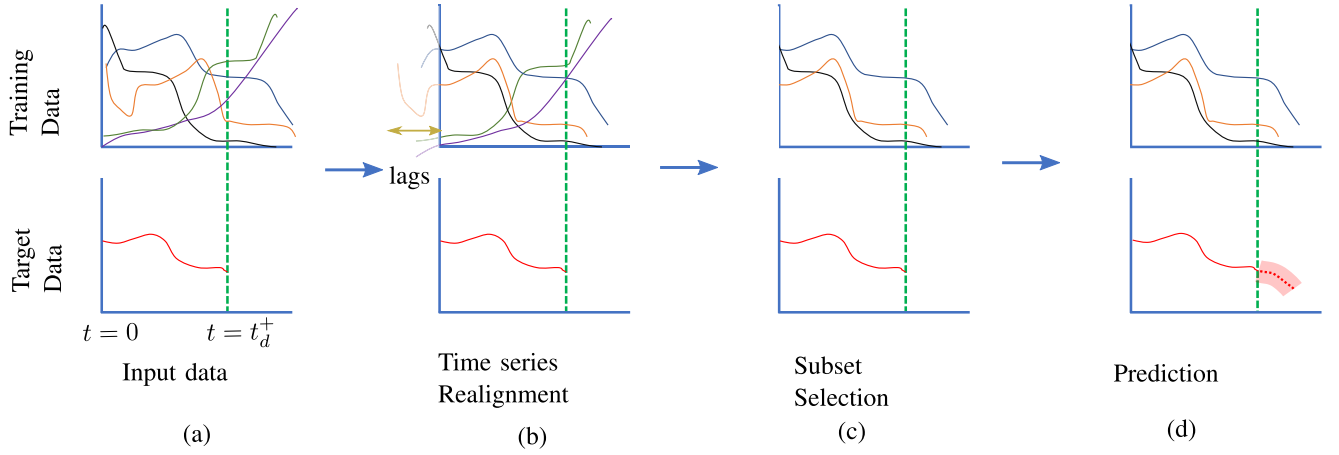 Training
Data
lags
Target
Data
t = 0
t = t_d^+
Input data
Time series
Realignment
Subset
Selection
Prediction
(a)
(b)
(c)
(d)